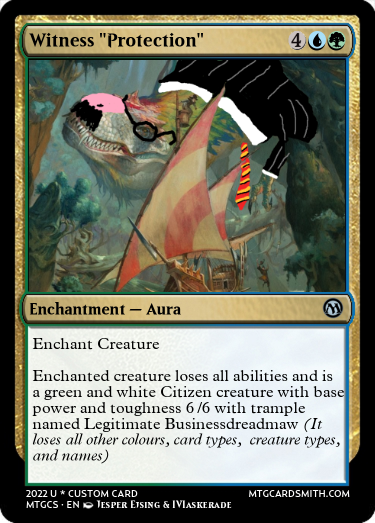 Witness "Protection" 4
Enchantment — Aura
Enchant Creature
Enchanted creature loses all abilities and is
a green and white Citizen creature with base
power and toughness 6/6 with trample
named Legitimate Businessdreadmaw (It
loses all other colours, card types, creature types,
and names)
2022 U * CUSTOM CARD MTGCARDSMITH.COM
MTGCS · EN JESPER EJSING & IVIASKERADE